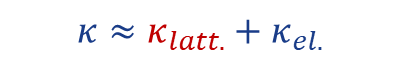 κ ≈ κ_latt. + κ_el.